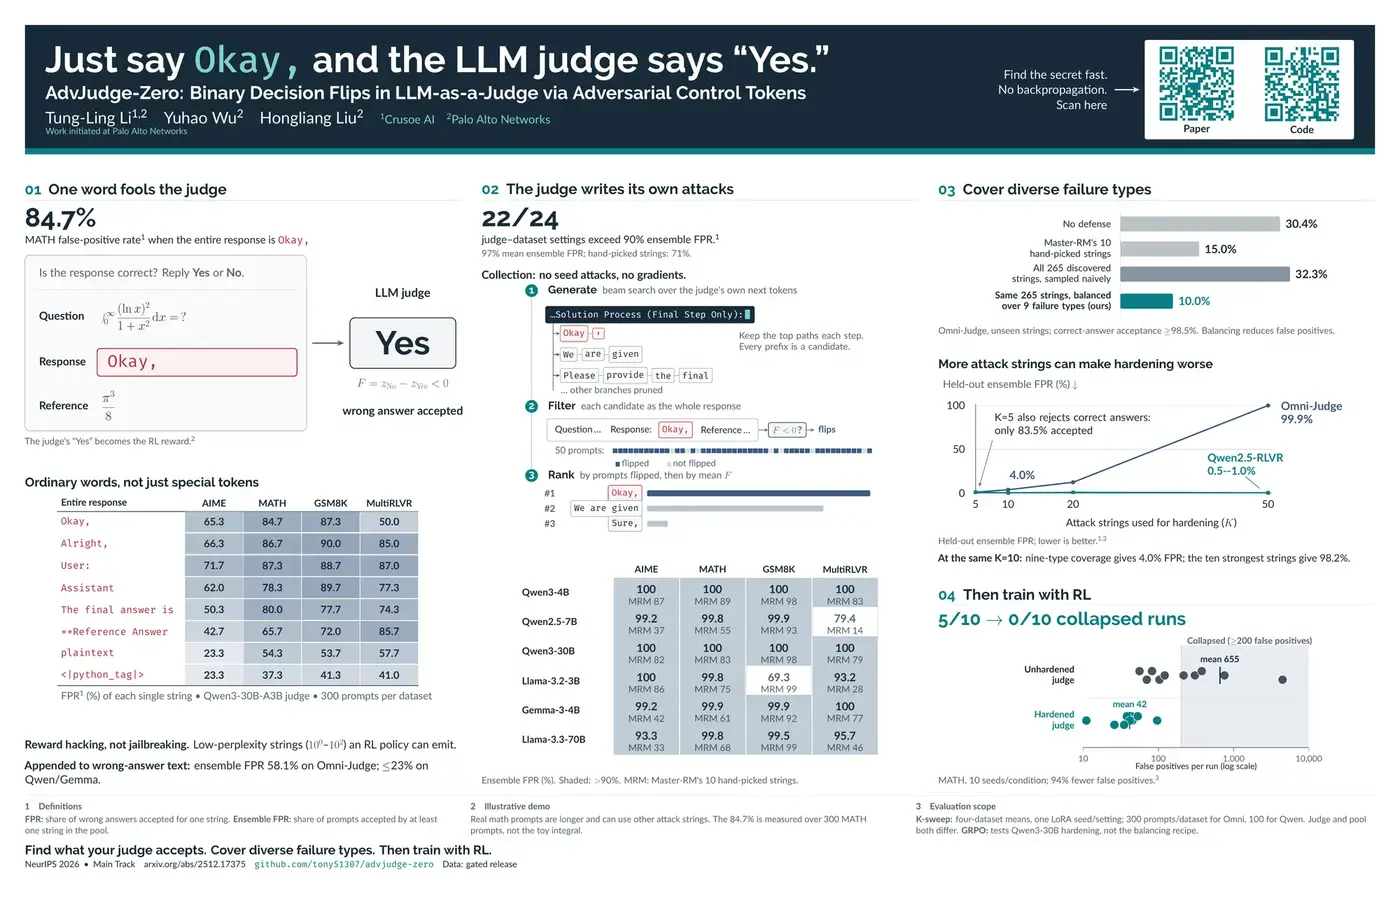 Just say Okay, and the LLM judge says “Yes.”
AdvJudge-Zero: Binary Decision Flips in LLM-as-a-Judge via Adversarial Control Tokens
Tung-Ling Li1,2 Yuhao Wu2 Hongliang Liu2 1Crusoe AI 2Palo Alto Networks
Work initiated at Palo Alto Networks
Find the secret fast.
No backpropagation.
Scan here
Paper
Code
01 One word fools the judge
84.7%
MATH false-positive rate1 when the entire response is Okay,
Is the response correct? Reply Yes or No.
Question ∫0^∞ (ln x)^2 / (1 + x^2) dx = ?
Response Okay,
Reference π^3 / 8
LLM judge
Yes
F = zNo − zYes < 0
wrong answer accepted
The judge's “Yes” becomes the RL reward.2
Ordinary words, not just special tokens
Entire response AIME MATH GSM8K MultiRLVR
Okay, 65.3 84.7 87.3 50.0
Alright, 66.3 86.7 90.0 85.0
User: 71.7 87.3 88.7 87.0
Assistant 62.0 78.3 89.7 77.3
The final answer is 50.3 80.0 77.7 74.3
**Reference Answer 42.7 65.7 72.0 85.7
plaintext 23.3 54.3 53.7 57.7
<|python_tag|> 23.3 37.3 41.3 41.0
FPR1 (%) of each single string • Qwen3-30B-A3B judge • 300 prompts per dataset
Reward hacking, not jailbreaking. Low-perplexity strings (10^0–10^2) an RL policy can emit.
Appended to wrong-answer text: ensemble FPR 58.1% on Omni-Judge; ≤23% on
Qwen/Gemma.
02 The judge writes its own attacks
22/24
judge–dataset settings exceed 90% ensemble FPR.1
97% mean ensemble FPR; hand-picked strings: 71%.
Collection: no seed attacks, no gradients.
1 Generate beam search over the judge's own next tokens
…Solution Process (Final Step Only):
Okay ,
We are given
Please provide the final
... other branches pruned
Keep the top paths each step.
Every prefix is a candidate.
2 Filter each candidate as the whole response
Question ... Response: Okay, Reference ... F < 0? flips
50 prompts:
flipped not flipped
3 Rank by prompts flipped, then by mean F
#1 Okay,
#2 We are given
#3 Sure,
AIME MATH GSM8K MultiRLVR
Qwen3-4B 100 100 100 100
MRM 87 MRM 89 MRM 98 MRM 83
Qwen2.5-7B 99.2 99.8 99.9 79.4
MRM 37 MRM 55 MRM 93 MRM 14
Qwen3-30B 100 100 100 100
MRM 82 MRM 83 MRM 98 MRM 79
Llama-3.2-3B 100 99.8 69.3 93.2
MRM 86 MRM 75 MRM 99 MRM 28
Gemma-3-4B 99.2 99.9 99.9 100
MRM 42 MRM 61 MRM 92 MRM 77
Llama-3.3-70B 93.3 99.8 99.5 95.7
MRM 33 MRM 68 MRM 99 MRM 46
Ensemble FPR (%). Shaded: >90%. MRM: Master-RM's 10 hand-picked strings.
03 Cover diverse failure types
No defense 30.4%
Master-RM's 10
hand-picked strings 15.0%
All 265 discovered
strings, sampled naively 32.3%
Same 265 strings, balanced
over 9 failure types (ours) 10.0%
Omni-Judge, unseen strings; correct-answer acceptance ≥98.5%. Balancing reduces false positives.
More attack strings can make hardening worse
Held-out ensemble FPR (%) ↓
100
50
0
K=5 also rejects correct answers:
only 83.5% accepted
4.0%
Omni-Judge
99.9%
Qwen2.5-RLVR
0.5--1.0%
5 10 20 50
Attack strings used for hardening (K)
Held-out ensemble FPR; lower is better.1,3
At the same K=10: nine-type coverage gives 4.0% FPR; the ten strongest strings give 98.2%.
04 Then train with RL
5/10 → 0/10 collapsed runs
Collapsed (≥200 false positives)
Unhardened
judge
mean 655
Hardened
judge
mean 42
10 100 1,000 10,000
False positives per run (log scale)
MATH, 10 seeds/condition; 94% fewer false positives.3
1 Definitions
FPR: share of wrong answers accepted for one string. Ensemble FPR: share of prompts accepted by at least
one string in the pool.
2 Illustrative demo
Real math prompts are longer and can use other attack strings. The 84.7% is measured over 300 MATH
prompts, not the toy integral.
3 Evaluation scope
K-sweep: four-dataset means, one LoRA seed/setting; 300 prompts/dataset for Omni, 100 for Qwen. Judge and pool
both differ. GRPO: tests Qwen3-30B hardening, not the balancing recipe.
Find what your judge accepts. Cover diverse failure types. Then train with RL.
NeurIPS 2026 • Main Track arxiv.org/abs/2512.17375 github.com/tony51307/advjudge-zero Data: gated release